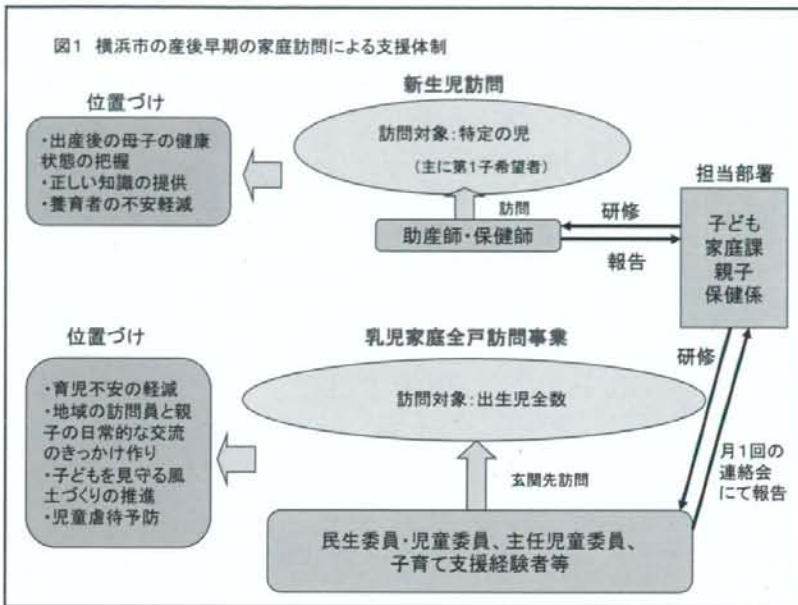 図1 横浜市の産後早期の家庭訪問による支援体制
新生児訪問
位置づけ
・出産後の母子の健康
状態の把握
・正しい知識の提供
・養育者の不安軽減
訪問対象:特定の児
(主に第1子希望者)
訪問
助産師・保健師
研修
報告
担当部署
子ども
家庭課
親子
保健係
乳児家庭全戸訪問事業
位置づけ
・育児不安の軽減
・地域の訪問員と親
子の日常的な交流
のきっかけ作り
・子どもを見守る風
土づくりの推進
・児童虐待予防
訪問対象:出生児全数
玄関先訪問
民生委員・児童委員、主任児童委員、
子育て支援経験者等
研修
月1回の
連絡会
にて報告